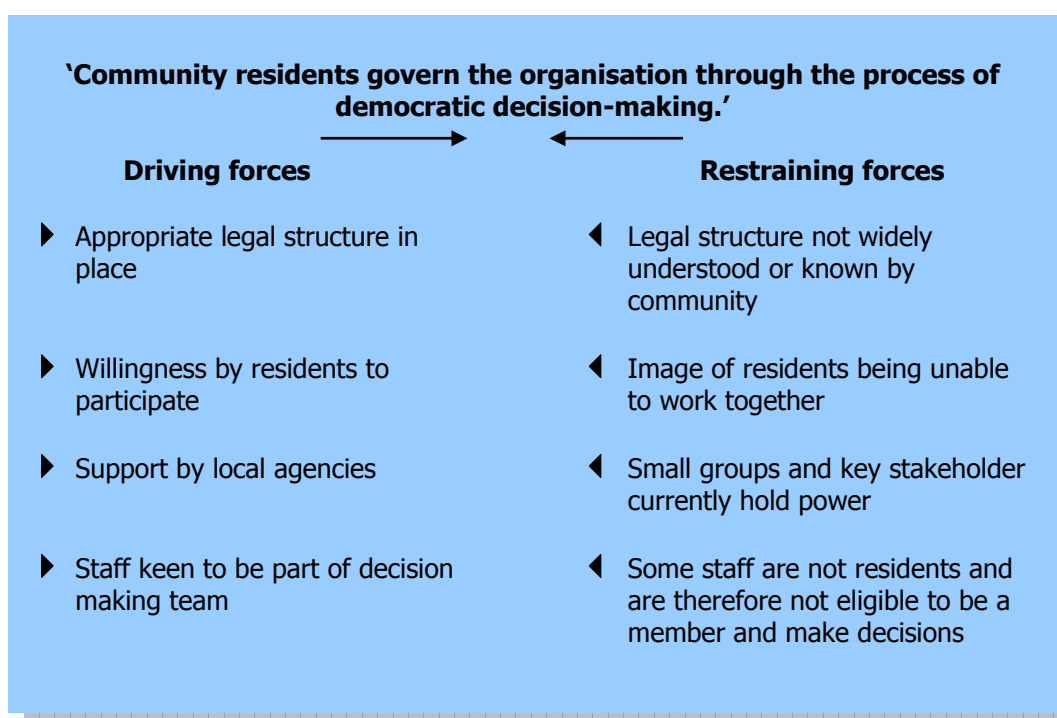 ‘Community residents govern the organisation through the process of
democratic decision-making.’
Driving forces
Restraining forces
Appropriate legal structure in
place
Legal structure not widely
understood or known by
community
Willingness by residents to
participate
Image of residents being unable
to work together
Support by local agencies
Small groups and key stakeholder
currently hold power
Staff keen to be part of decision
making team
Some staff are not residents and
are therefore not eligible to be a
member and make decisions